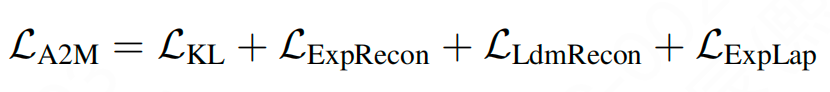 ℒ_A2M = ℒ_KL + ℒ_ExpRecon + ℒ_LdmRecon + ℒ_ExpLap